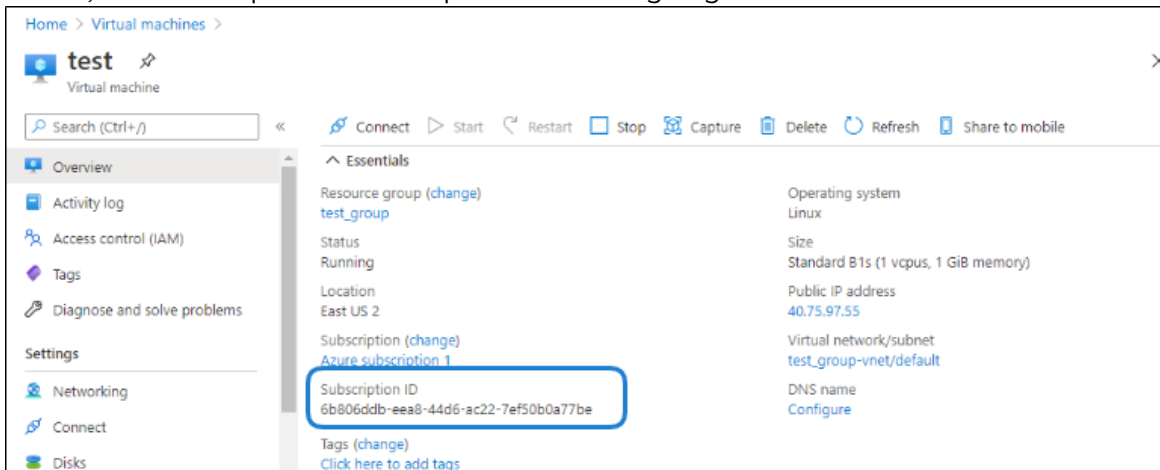 Home > Virtual machines >
test
Virtual machine
Search (Ctrl+/)
Connect Start Restart Stop Capture Delete Refresh Share to mobile
Overview
Activity log
Access control (IAM)
Tags
Diagnose and solve problems
Settings
Networking
Connect
Disks
Essentials
Resource group (change)
test_group
Status
Running
Location
East US 2
Subscription (change)
Azure subscription 1
Subscription ID
6b806ddb-eea8-44d6-ac22-7ef50b0a77be
Tags (change)
Click here to add tags
Operating system
Linux
Size
Standard B1s (1 vcpus, 1 GiB memory)
Public IP address
40.75.97.55
Virtual network/subnet
test_group-vnet/default
DNS name
Configure